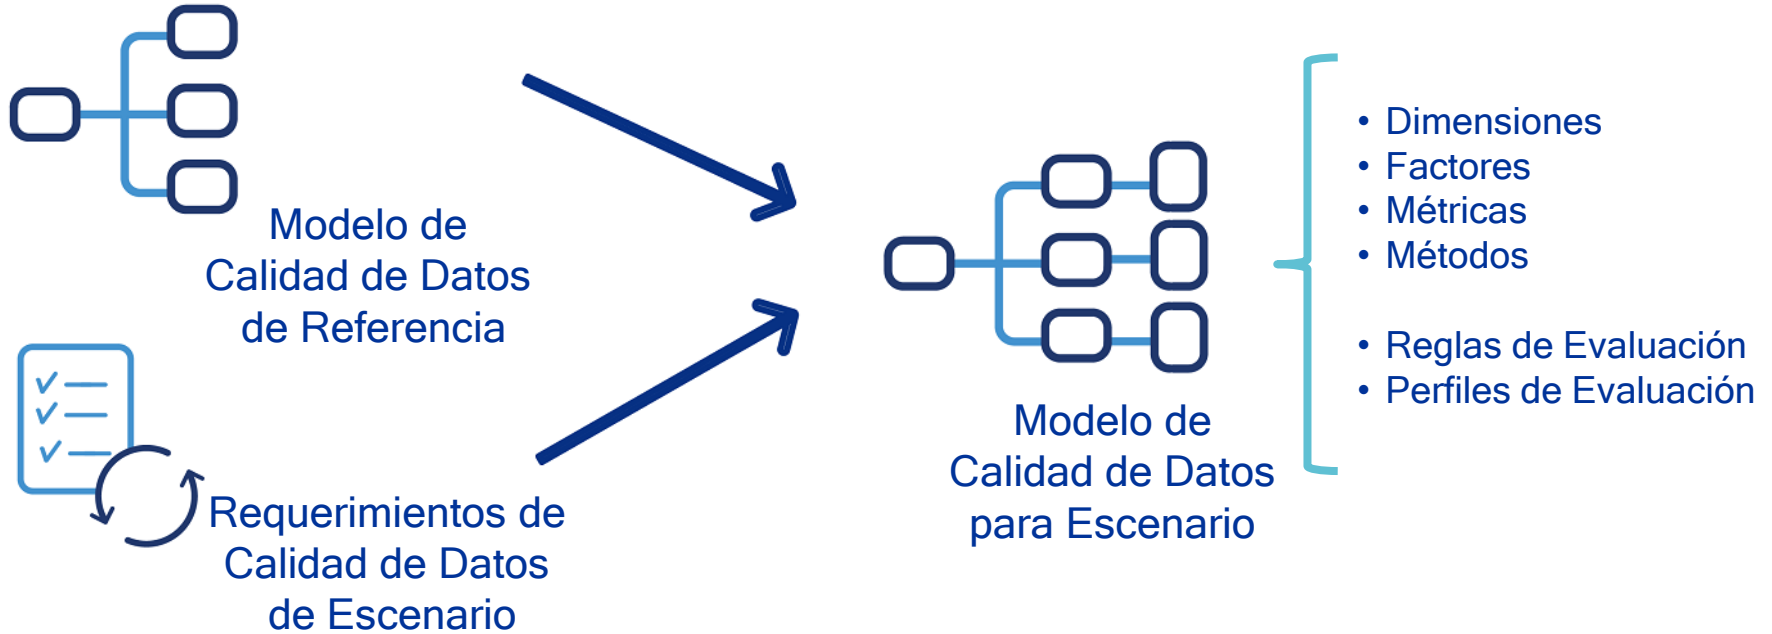 Modelo de
Calidad de Datos
de Referencia
Requerimientos de
Calidad de Datos
de Escenario
Modelo de
Calidad de Datos
para Escenario
• Dimensiones
• Factores
• Métricas
• Métodos
• Reglas de Evaluación
• Perfiles de Evaluación